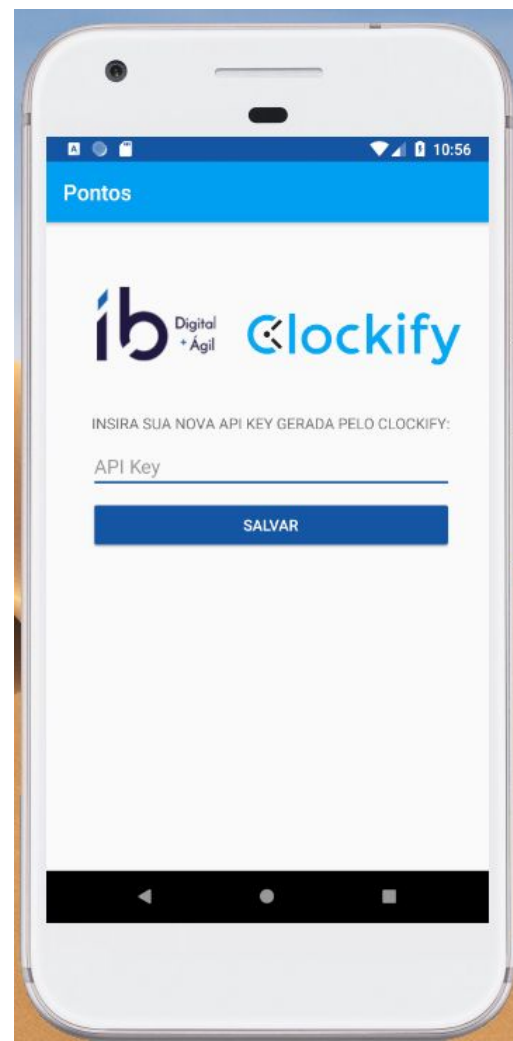 10:56
Pontos
ib Digital
+ Ágil
Clockify
INSIRA SUA NOVA API KEY GERADA PELO CLOCKIFY:
API Key
SALVAR